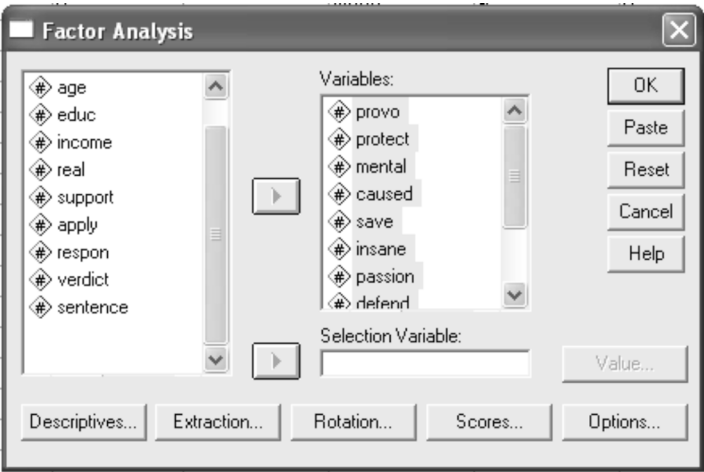 Factor Analysis
age
educ
income
real
support
apply
respon
verdict
sentence
Variables:
provo
protect
mental
caused
save
insane
passion
defend
Selection Variable:
OK
Paste
Reset
Cancel
Help
Value...
Descriptives...
Extraction...
Rotation...
Scores...
Options...